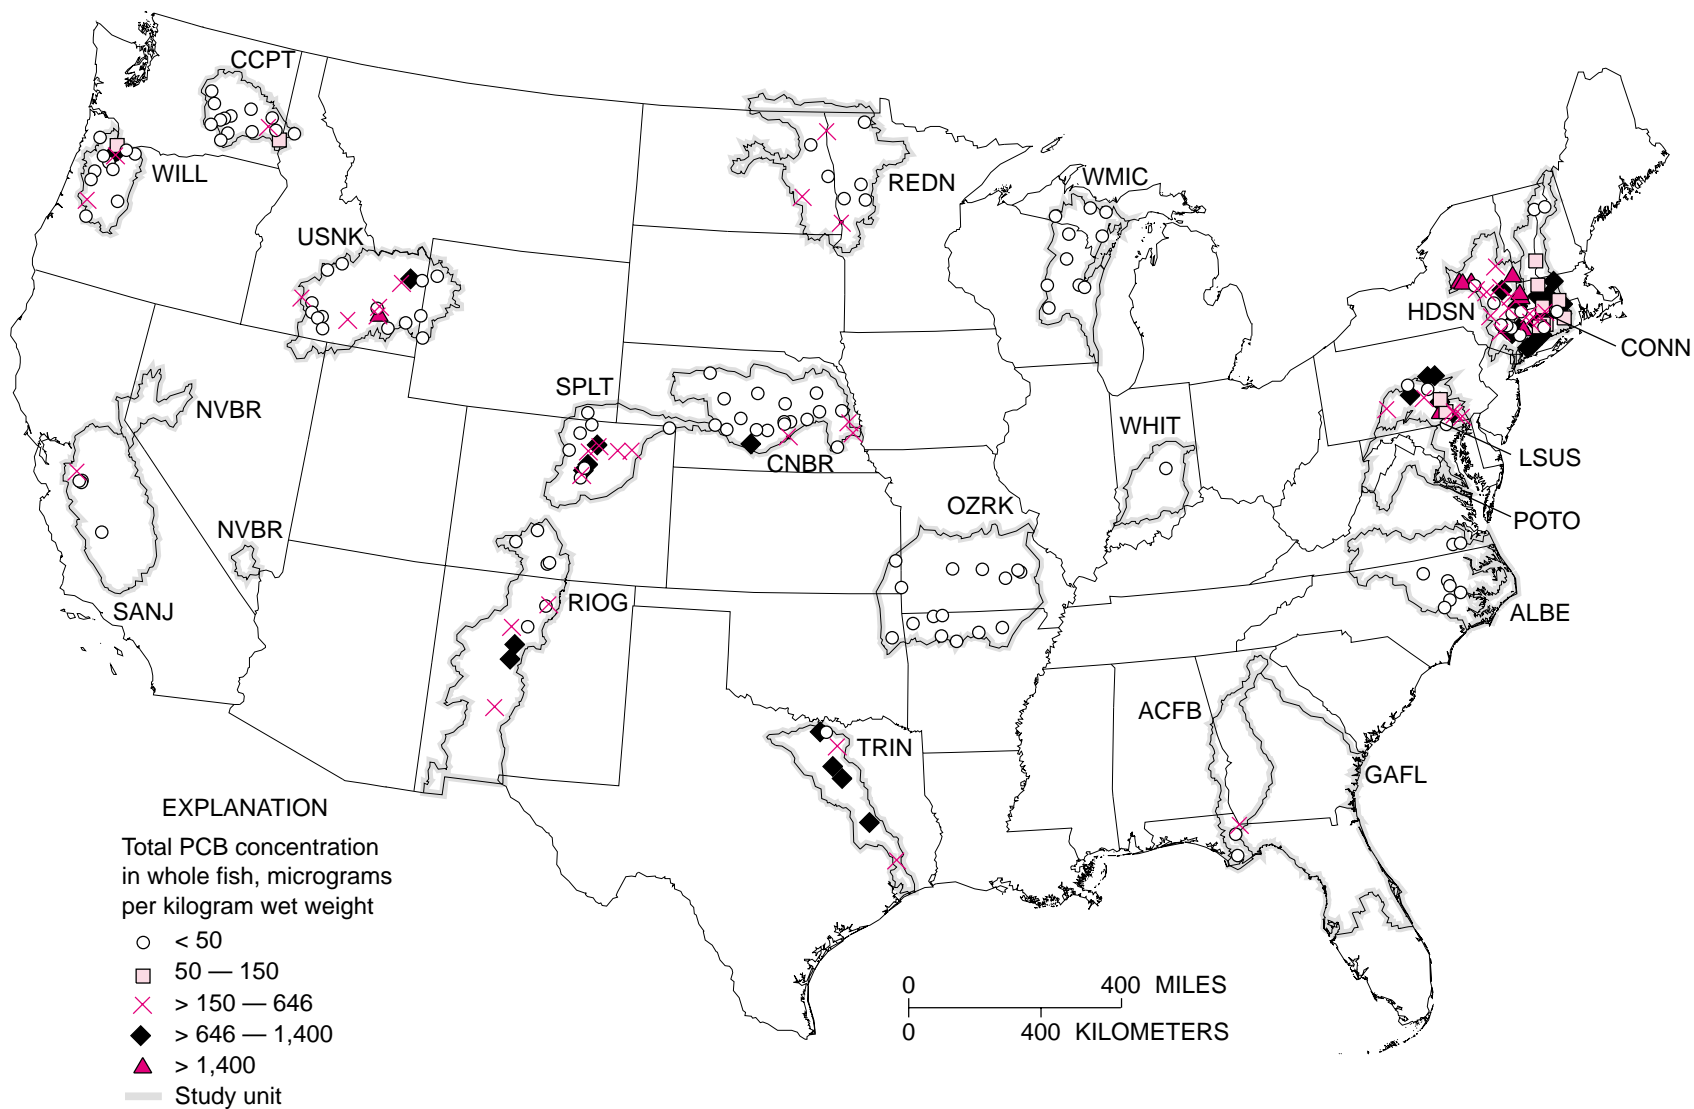 CCPT
WILL
REDN
WMIC
USNK
HDSN
CONN
SPLT
NVBR
CNBR
WHIT
LSUS
OZRK
POTO
NVBR
SANJ
RIOG
ALBE
ACFB
TRIN
GAFL
EXPLANATION
Total PCB concentration
in whole fish, micrograms
per kilogram wet weight
< 50
50 — 150
> 150 — 646
> 646 — 1,400
> 1,400
Study unit
0 400 MILES
0 400 KILOMETERS